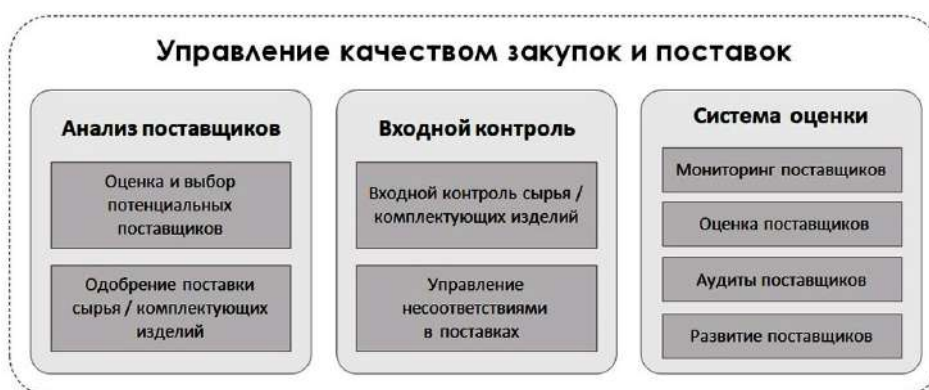 Управление качеством закупок и поставок
Анализ поставщиков
Оценка и выбор
потенциальных
поставщиков
Одобрение поставки
сырья / комплектующих
изделий
Входной контроль
Входной контроль сырья /
комплектующих изделий
Управление
несоответствиями
в поставках
Система оценки
Мониторинг поставщиков
Оценка поставщиков
Аудиты поставщиков
Развитие поставщиков